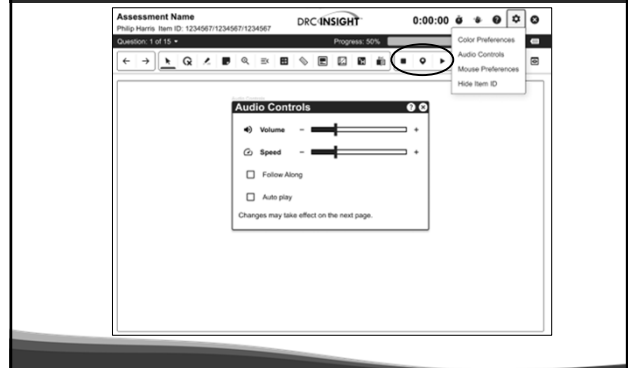 Assessment Name
Philip Harris Item ID: 1234567/1234567/1234567
DRC INSIGHT
0:00:00
Question: 1 of 15
Progress: 50%
Color Preferences
Audio Controls
Mouse Preferences
Hide Item ID
Audio Controls
Audio Controls
Volume - +
Speed - +
Follow Along
Auto play
Changes may take effect on the next page.